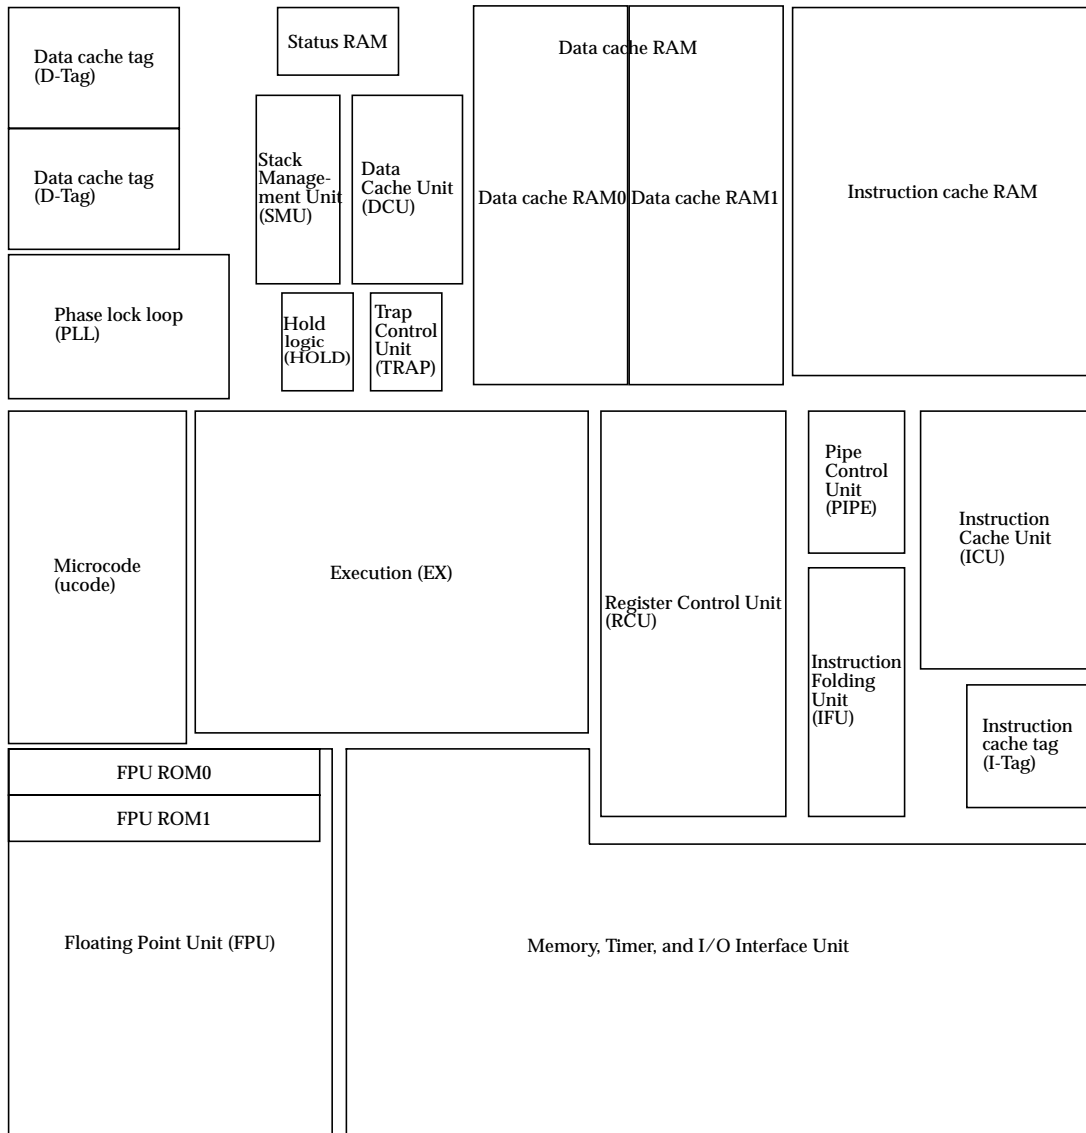 Data cache tag
(D-Tag)
Status RAM
Data cache RAM
Data cache tag
(D-Tag)
Stack
Manage-
ment Unit
(SMU)
Data
Cache Unit
(DCU)
Data cache RAM0
Data cache RAM1
Instruction cache RAM
Phase lock loop
(PLL)
Hold
logic
(HOLD)
Trap
Control
Unit
(TRAP)
Microcode
(ucode)
Execution (EX)
Register Control Unit
(RCU)
Pipe
Control
Unit
(PIPE)
Instruction
Cache Unit
(ICU)
Instruction
Folding
Unit
(IFU)
Instruction
cache tag
(I-Tag)
FPU ROM0
FPU ROM1
Floating Point Unit (FPU)
Memory, Timer, and I/O Interface Unit